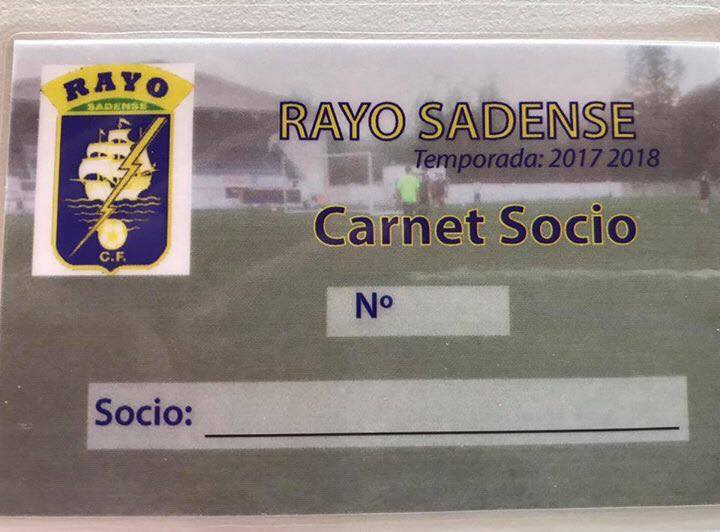 RAYO
SADENSE
C.F.
RAYO SADENSE
Temporada: 2017 2018
Carnet Socio
Nº
Socio: